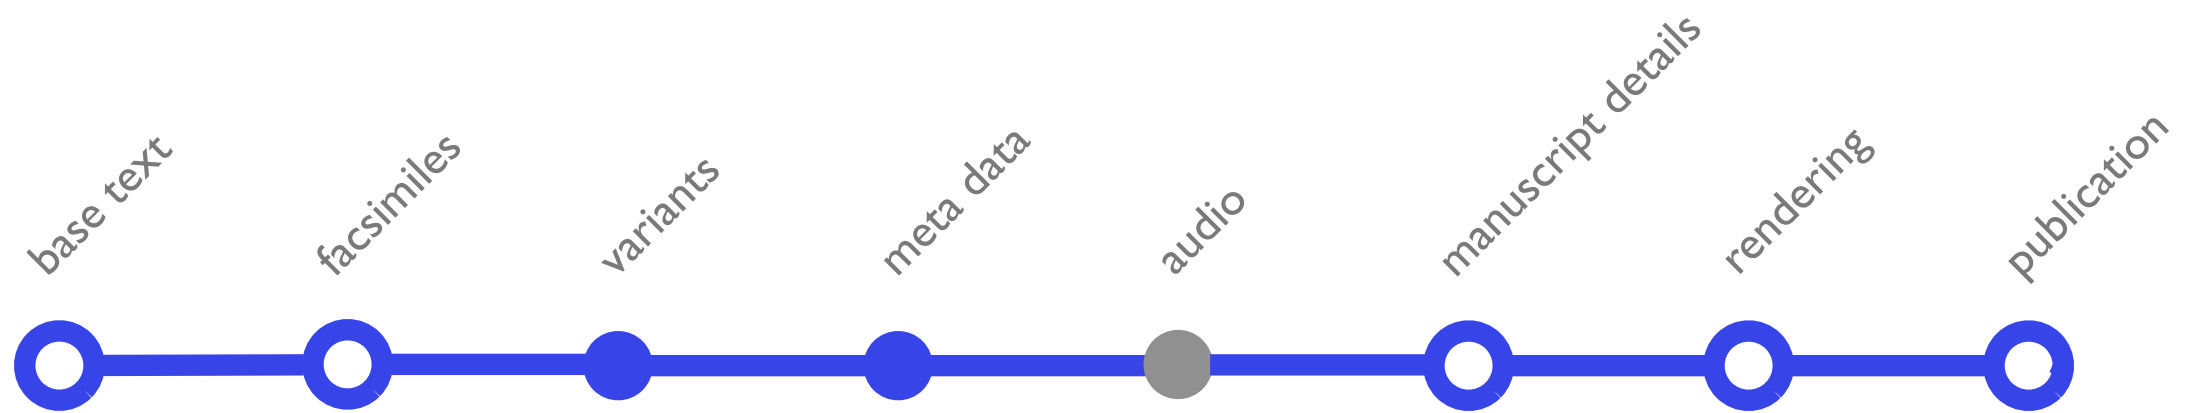 base text
facsimiles
variants
meta data
audio
manuscript details
rendering
publication